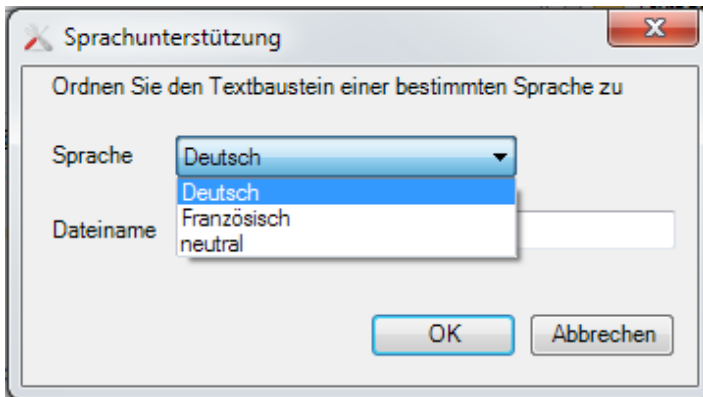 Sprachunterstützung
Ordnen Sie den Textbaustein einer bestimmten Sprache zu
Sprache
Deutsch
Deutsch
Französisch
neutral
Dateiname
OK
Abbrechen